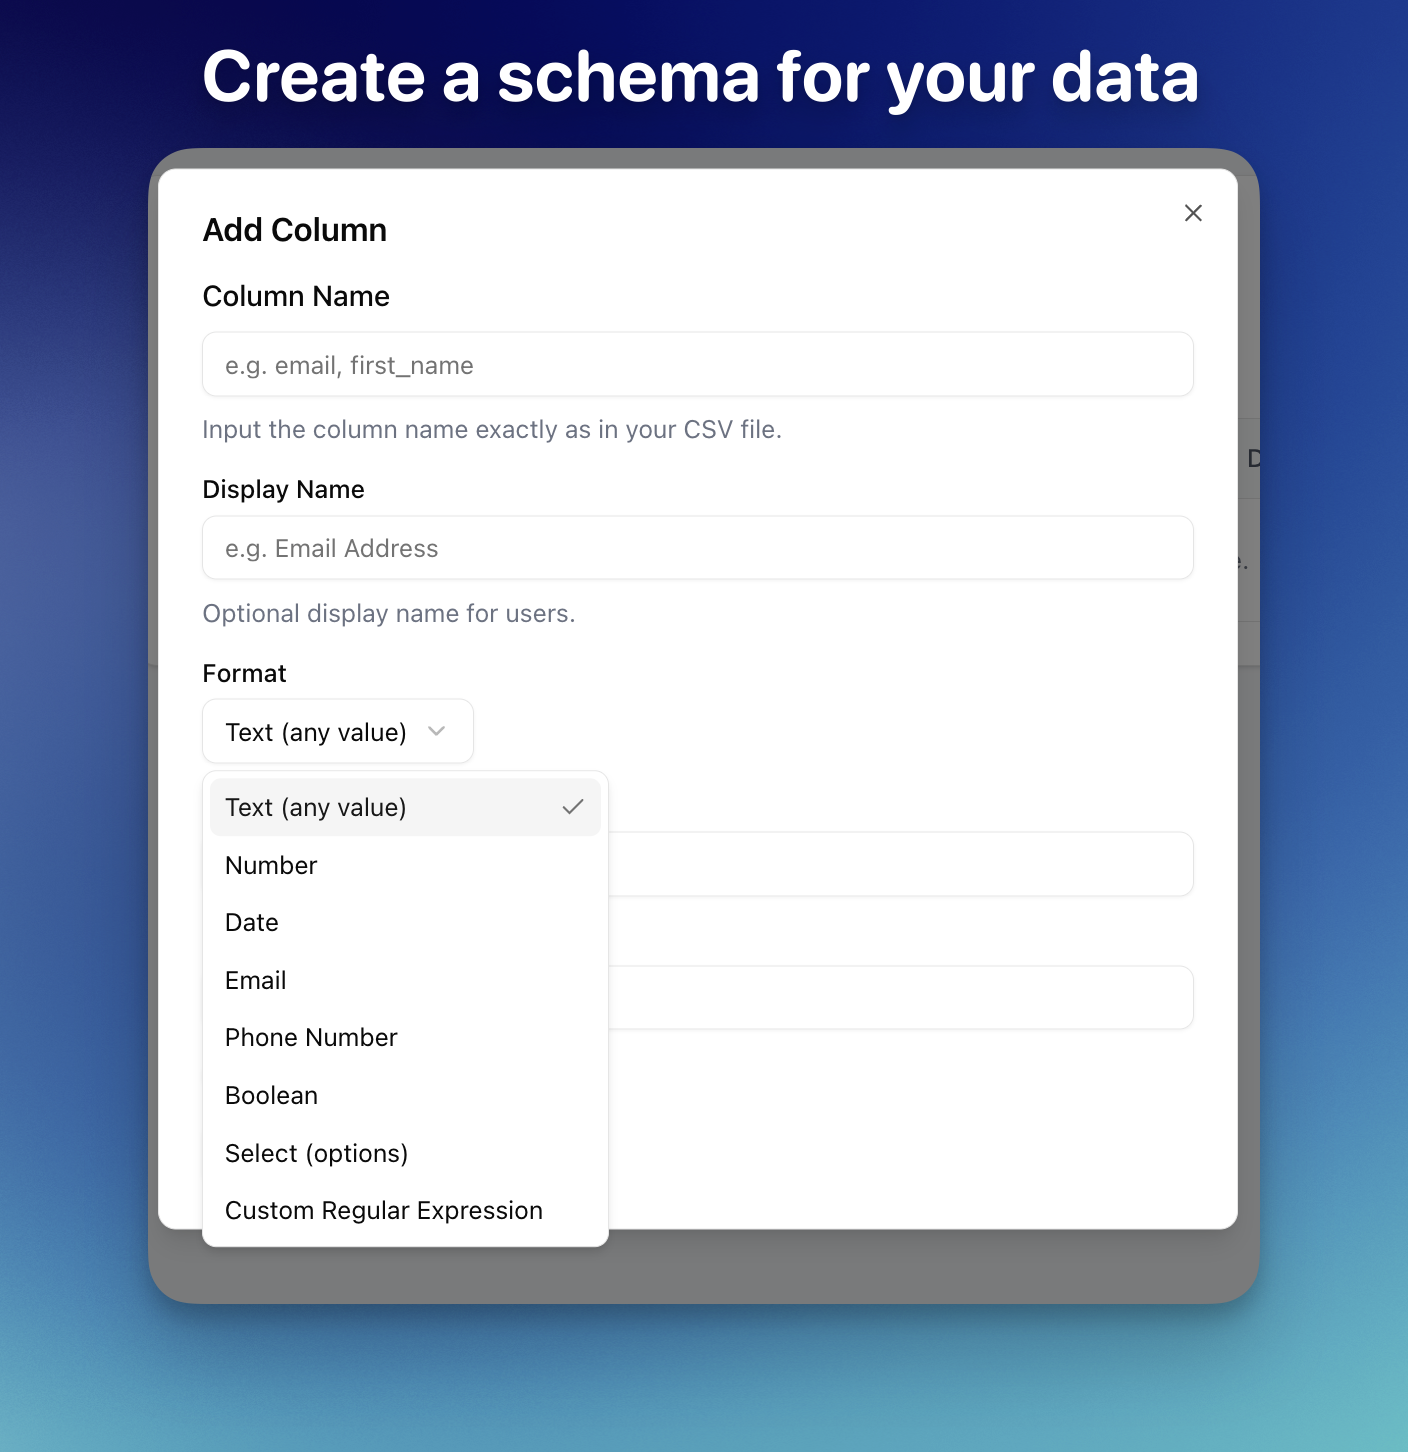 Create a schema for your data
Add Column
Column Name
e.g. email, first_name
Input the column name exactly as in your CSV file.
Display Name
e.g. Email Address
Optional display name for users.
Format
Text (any value)
Text (any value)
Number
Date
Email
Phone Number
Boolean
Select (options)
Custom Regular Expression